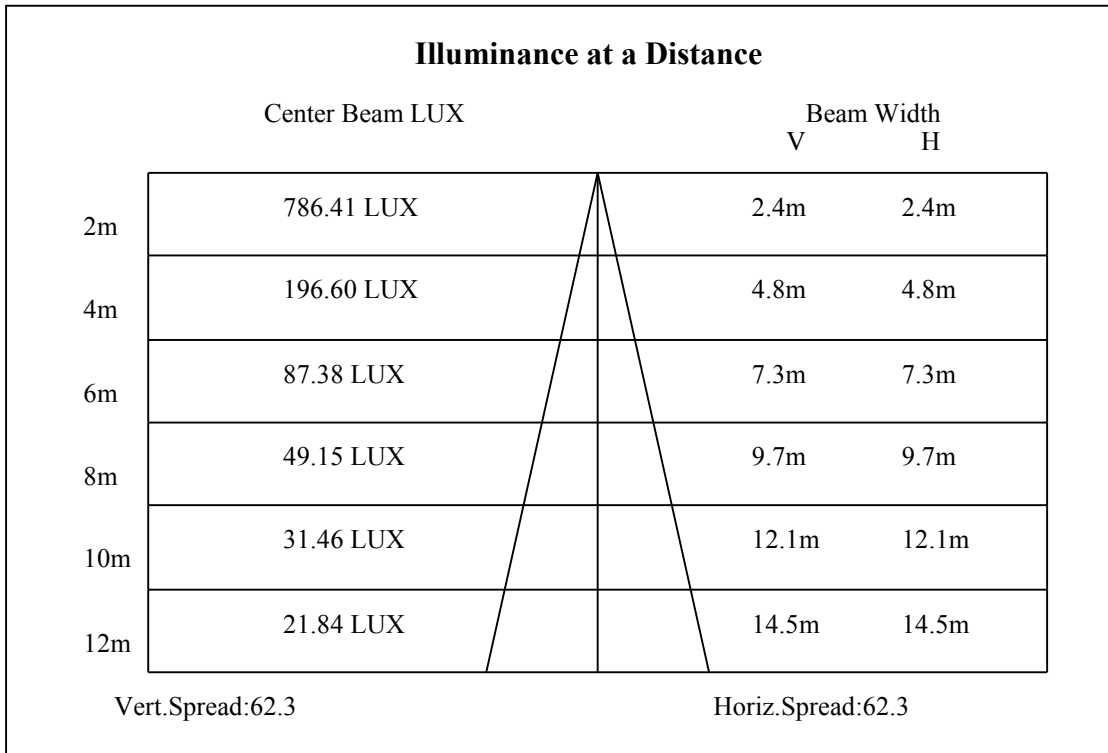 Illuminance at a Distance
Center Beam LUX Beam Width
V H
2m 786.41 LUX 2.4m 2.4m
4m 196.60 LUX 4.8m 4.8m
6m 87.38 LUX 7.3m 7.3m
8m 49.15 LUX 9.7m 9.7m
10m 31.46 LUX 12.1m 12.1m
12m 21.84 LUX 14.5m 14.5m
Vert.Spread:62.3 Horiz.Spread:62.3